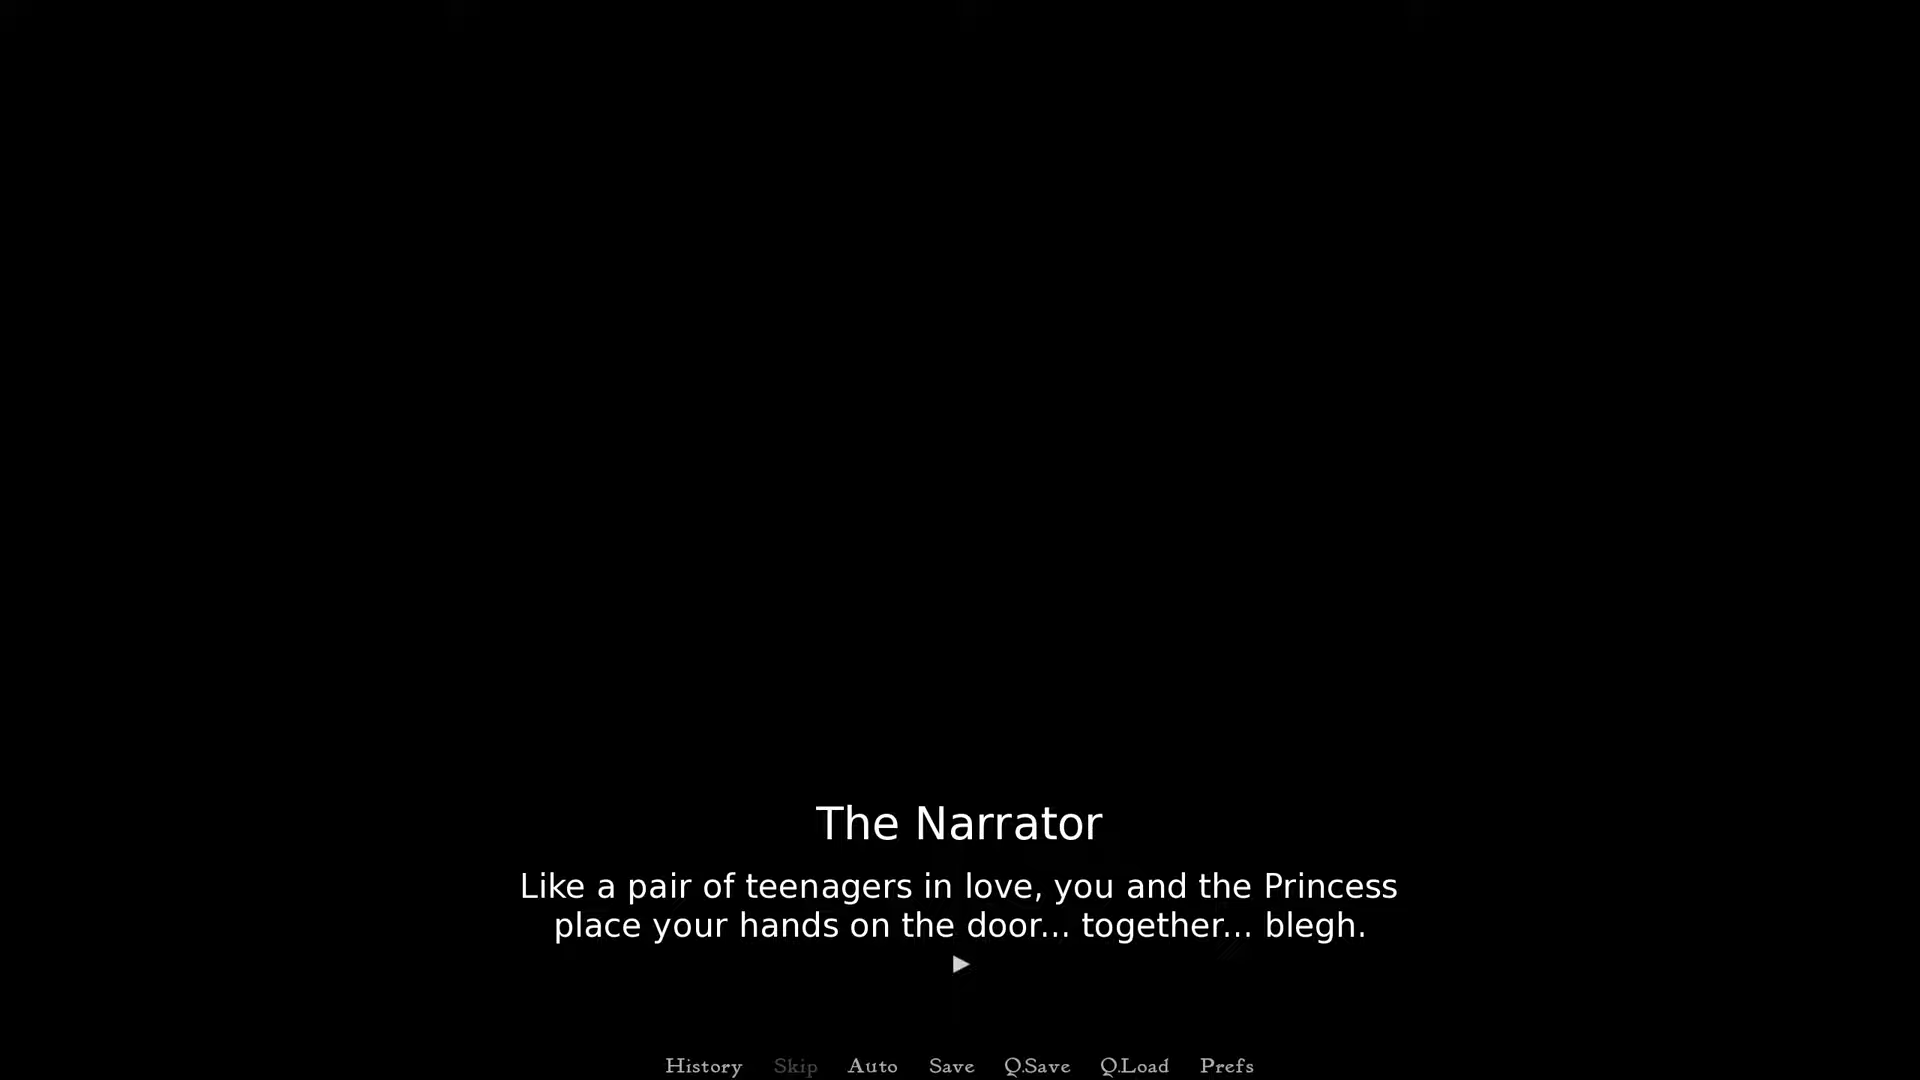 The Narrator
Like a pair of teenagers in love, you and the Princess
place your hands on the door... together... blegh.
History Skip Auto Save Q.Save Q.Load Prefs